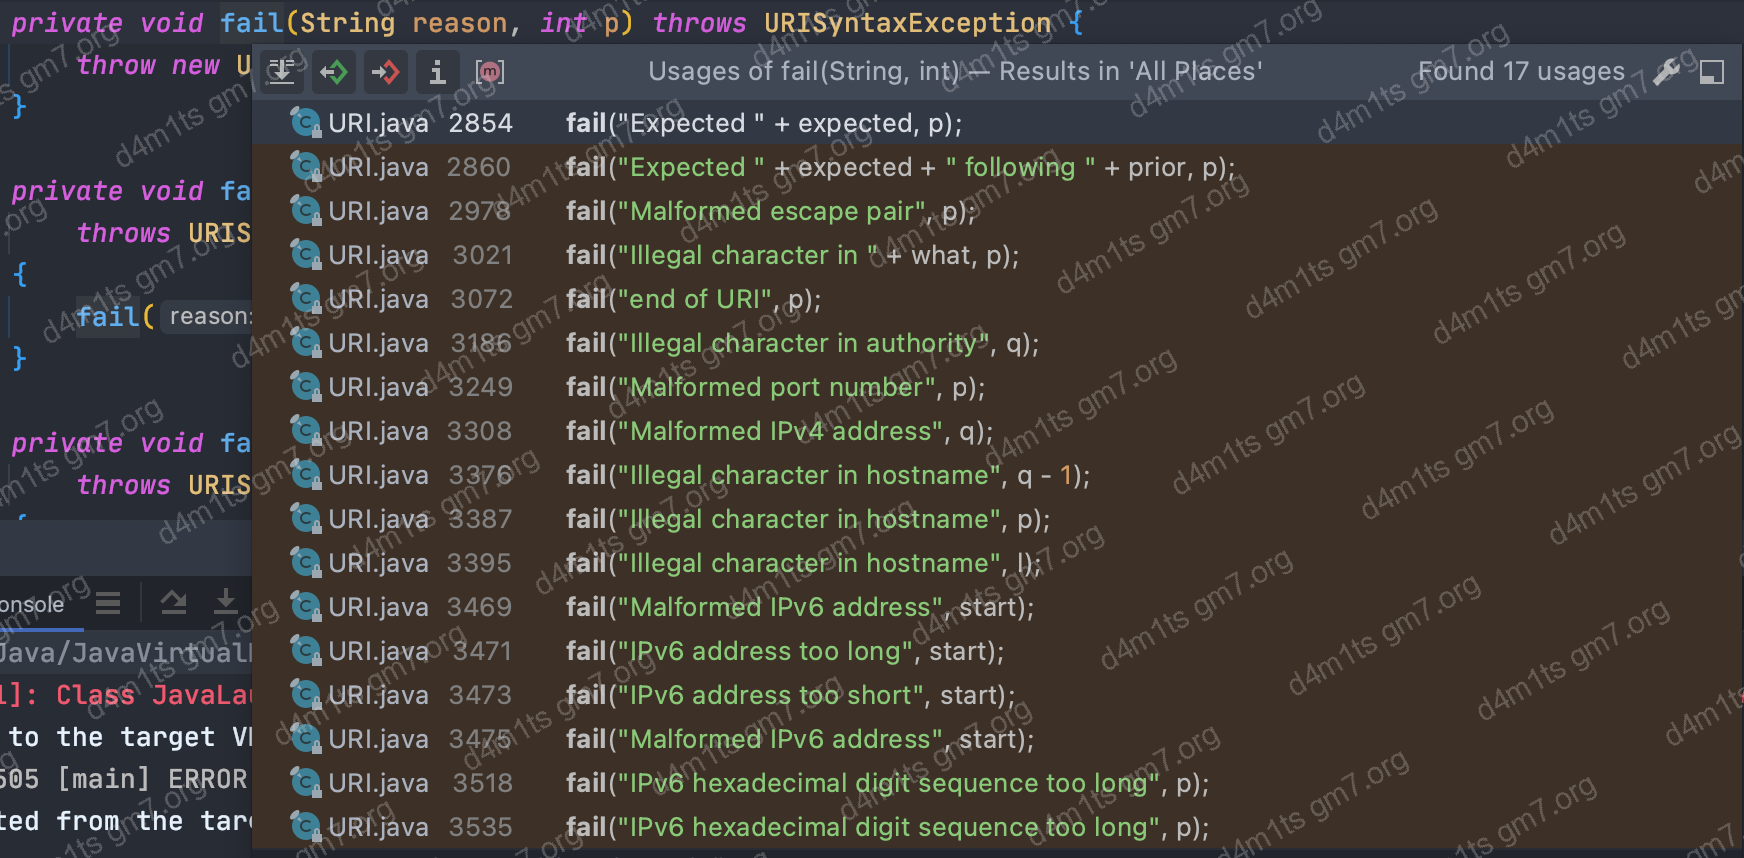 private void fail(String reason, int p) throws URISyntaxException {
throw new U
}
private void fa
throws URIS
{
fail( reason:
}
private void fa
throws URIS
{
Usages of fail(String, int) — Results in 'All Places' Found 17 usages
URI.java 2854 fail("Expected " + expected, p);
URI.java 2860 fail("Expected " + expected + " following " + prior, p);
URI.java 2978 fail("Malformed escape pair", p);
URI.java 3021 fail("Illegal character in " + what, p);
URI.java 3072 fail("end of URI", p);
URI.java 3186 fail("Illegal character in authority", q);
URI.java 3249 fail("Malformed port number", p);
URI.java 3308 fail("Malformed IPv4 address", q);
URI.java 3376 fail("Illegal character in hostname", q - 1);
URI.java 3387 fail("Illegal character in hostname", p);
URI.java 3395 fail("Illegal character in hostname", l);
URI.java 3469 fail("Malformed IPv6 address", start);
URI.java 3471 fail("IPv6 address too long", start);
URI.java 3473 fail("IPv6 address too short", start);
URI.java 3475 fail("Malformed IPv6 address", start);
URI.java 3518 fail("IPv6 hexadecimal digit sequence too long", p);
URI.java 3535 fail("IPv6 hexadecimal digit sequence too long", p);
onsole
Java/JavaVirtual
1]: Class JavaLau
to the target V
505 [main] ERROR
ted from the tar
d4m1ts gm7.org